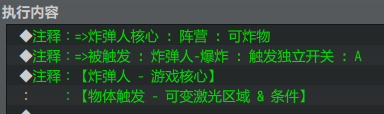 执行内容
◆注释：=>炸弹人核心 : 阵营 : 可炸物
◆注释：=>被触发 : 炸弹人-爆炸 : 触发独立开关 : A
◆注释：【炸弹人 - 游戏核心】
：　　：【物体触发 - 可变激光区域 & 条件】